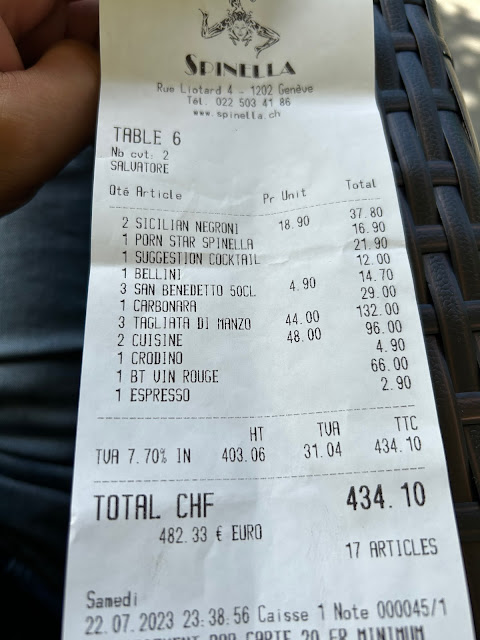 SPINELLA
Rue Liotard 4 - 1202 Genève
Tél. 022 503 41 86
www.spinella.ch
TABLE 6
Nb cvt: 2
SALVATORE
Qté Article Pr Unit Total
2 SICILIAN NEGRONI 18.90 37.80
1 PORN STAR SPINELLA 16.90
1 SUGGESTION COCKTAIL 21.90
1 BELLINI 12.00
3 SAN BENEDETTO 50CL 4.90 14.70
1 CARBONARA 29.00
3 TAGLIATA DI MANZO 44.00 132.00
2 CUISINE 48.00 96.00
1 CRODINO 4.90
1 BT VIN ROUGE 66.00
1 ESPRESSO 2.90
HT TVA TTC
TVA 7.70% IN 403.06 31.04 434.10
TOTAL CHF 434.10
482.33 € EURO
17 ARTICLES
Samedi
22.07.2023 23:38:56 Caisse 1 Note 000045/1
PAR CARTE 20 FR MINIMUM